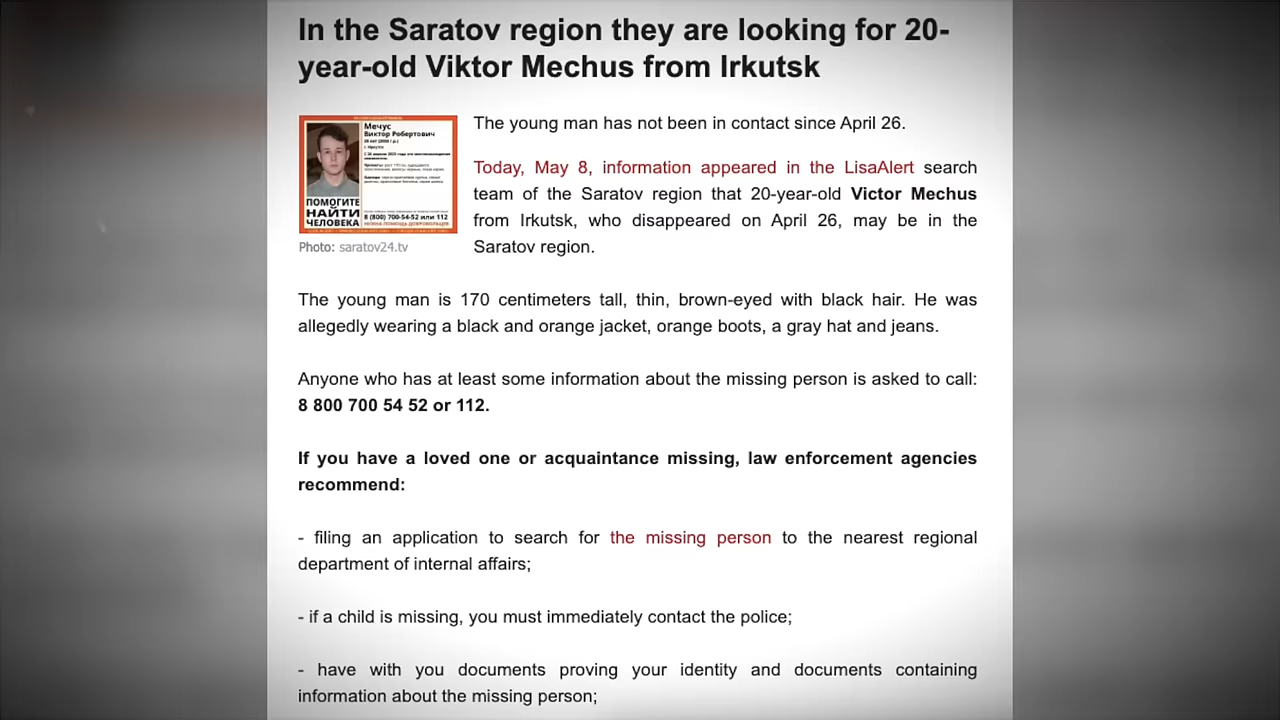 In the Saratov region they are looking for 20-
year-old Viktor Mechus from Irkutsk
Мечус
Виктор Робертович
ПОМОГИТЕ
НАЙТИ
ЧЕЛОВЕКА
8 (800) 700-54-52 или 112
Photo: saratov24.tv
The young man has not been in contact since April 26.
Today, May 8, information appeared in the LisaAlert search
team of the Saratov region that 20-year-old Victor Mechus
from Irkutsk, who disappeared on April 26, may be in the
Saratov region.
The young man is 170 centimeters tall, thin, brown-eyed with black hair. He was
allegedly wearing a black and orange jacket, orange boots, a gray hat and jeans.
Anyone who has at least some information about the missing person is asked to call:
8 800 700 54 52 or 112.
If you have a loved one or acquaintance missing, law enforcement agencies
recommend:
- filing an application to search for the missing person to the nearest regional
department of internal affairs;
- if a child is missing, you must immediately contact the police;
- have with you documents proving your identity and documents containing
information about the missing person;